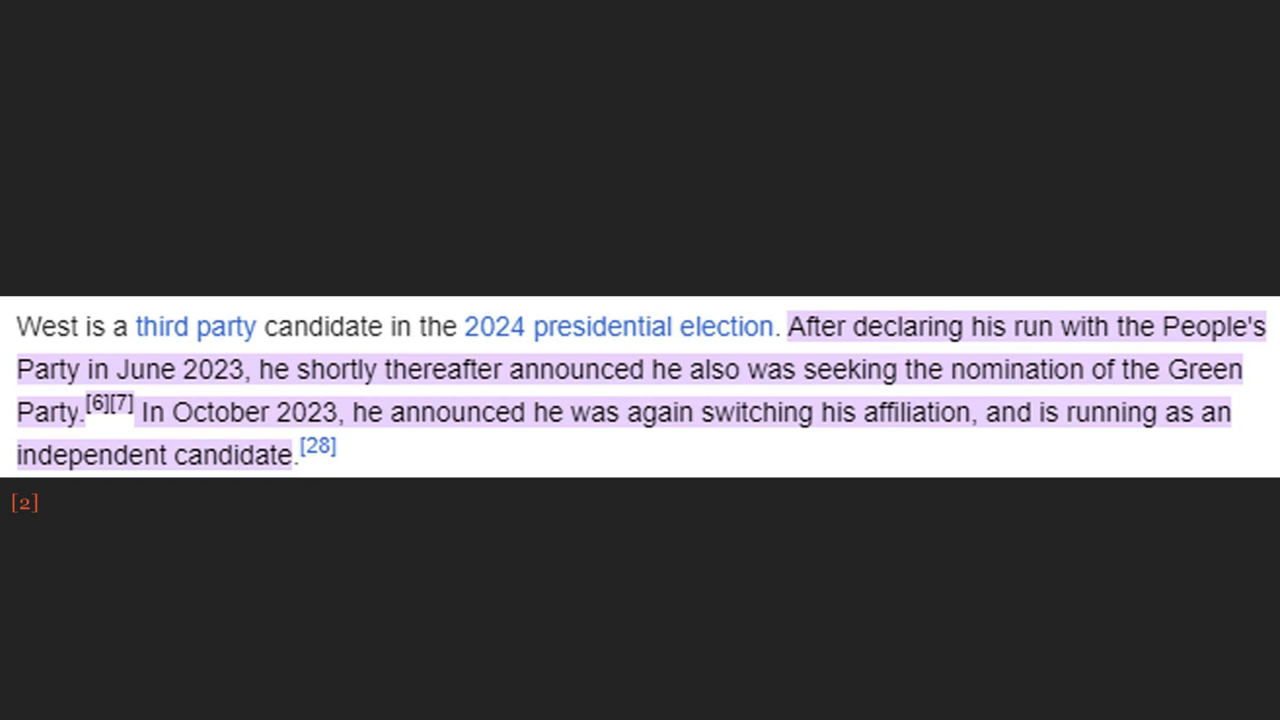 West is a third party candidate in the 2024 presidential election. After declaring his run with the People's
Party in June 2023, he shortly thereafter announced he also was seeking the nomination of the Green
Party.[6][7] In October 2023, he announced he was again switching his affiliation, and is running as an
independent candidate.[28]
[2]